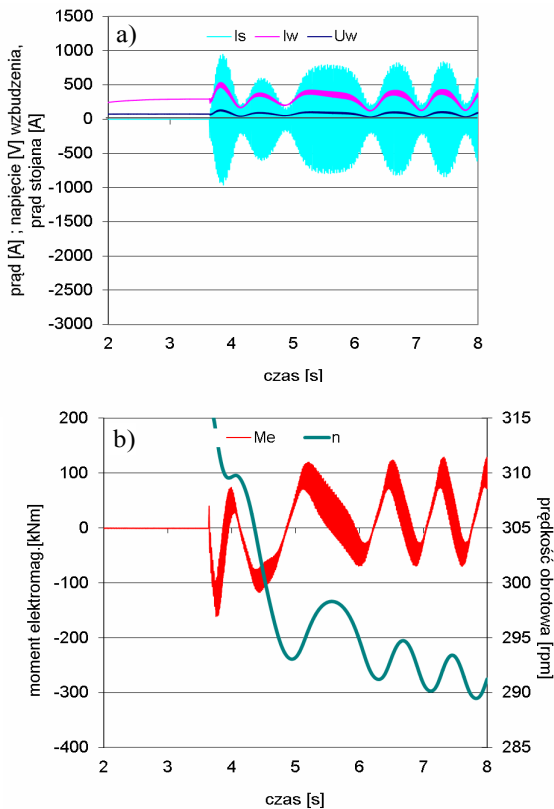 a)
Is Iw Uw
1500
1000
500
0
-500
-1000
-1500
-2000
-2500
-3000
prąd [A] ; napięcie [V] wzbudzenia,
prąd stojana [A]
2 3 4 5 6 7 8
czas [s]
b)
Me n
200
100
0
-100
-200
-300
-400
moment elektromag.[kNm]
315
310
305
300
295
290
285
prędkość obrotowa [rpm]
2 3 4 5 6 7 8
czas [s]